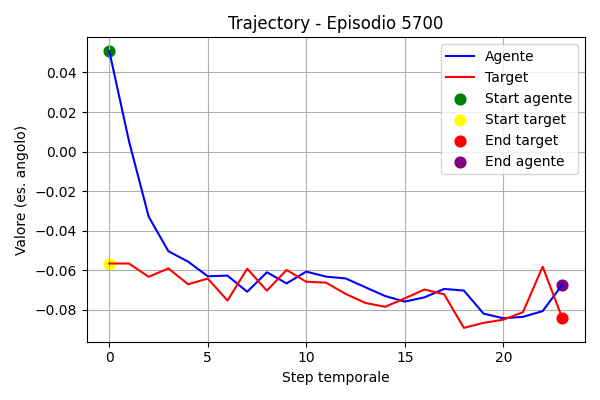 Trajectory - Episodio 5700
Agente
Target
Start agente
Start target
End target
End agente
Valore (es. angolo)
0.04
0.02
0.00
−0.02
−0.04
−0.06
−0.08
0 5 10 15 20
Step temporale